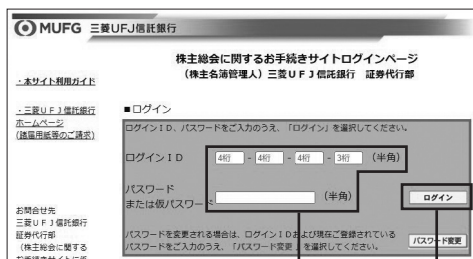 MUFG 三菱UFJ信託銀行
株主総会に関するお手続きサイトログインページ
(株主名簿管理人)三菱UFJ信託銀行 証券代行部
・本サイト利用ガイド
・三菱UFJ信託銀行
ホームページ
(諸届用紙等のご請求)
■ログイン
ログインID、パスワードをご入力のうえ、「ログイン」を選択してください。
ログインID 4桁 - 4桁 - 4桁 - 3桁 (半角)
パスワード
または仮パスワード (半角)
ログイン
お問合せ先
三菱UFJ信託銀行
証券代行部
(株主総会に関する
パスワードを変更される場合は、ログインIDおよび現在ご登録されている
パスワードをご入力のうえ、「パスワード変更」を選択してください。
パスワード変更